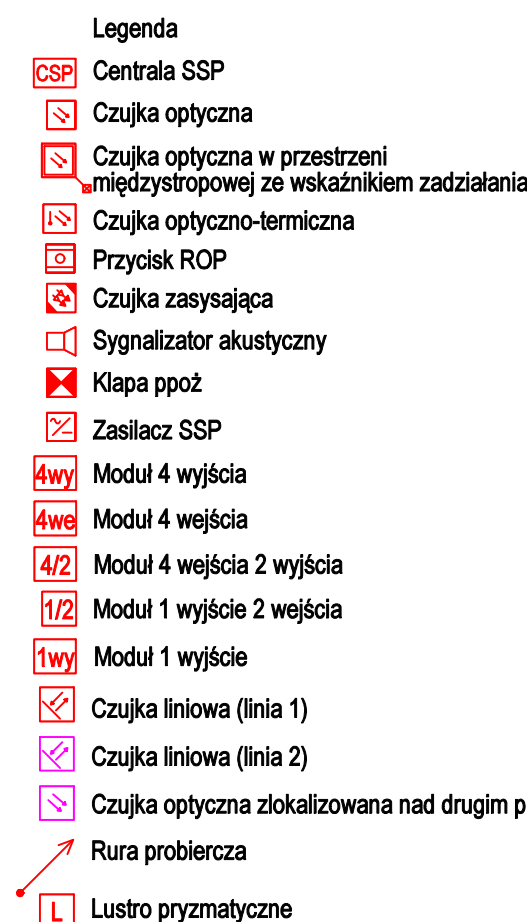 Legenda
CSP Centrala SSP
Czujka optyczna
Czujka optyczna w przestrzeni
międzystropowej ze wskaźnikiem zadziałania
Czujka optyczno-termiczna
Przycisk ROP
Czujka zasysająca
Sygnalizator akustyczny
Klapa ppoż
Zasilacz SSP
4wy Moduł 4 wyjścia
4we Moduł 4 wejścia
4/2 Moduł 4 wejścia 2 wyjścia
1/2 Moduł 1 wyjście 2 wejścia
1wy Moduł 1 wyjście
Czujka liniowa (linia 1)
Czujka liniowa (linia 2)
Czujka optyczna zlokalizowana nad drugim p
Rura probiercza
L Lustro pryzmatyczne